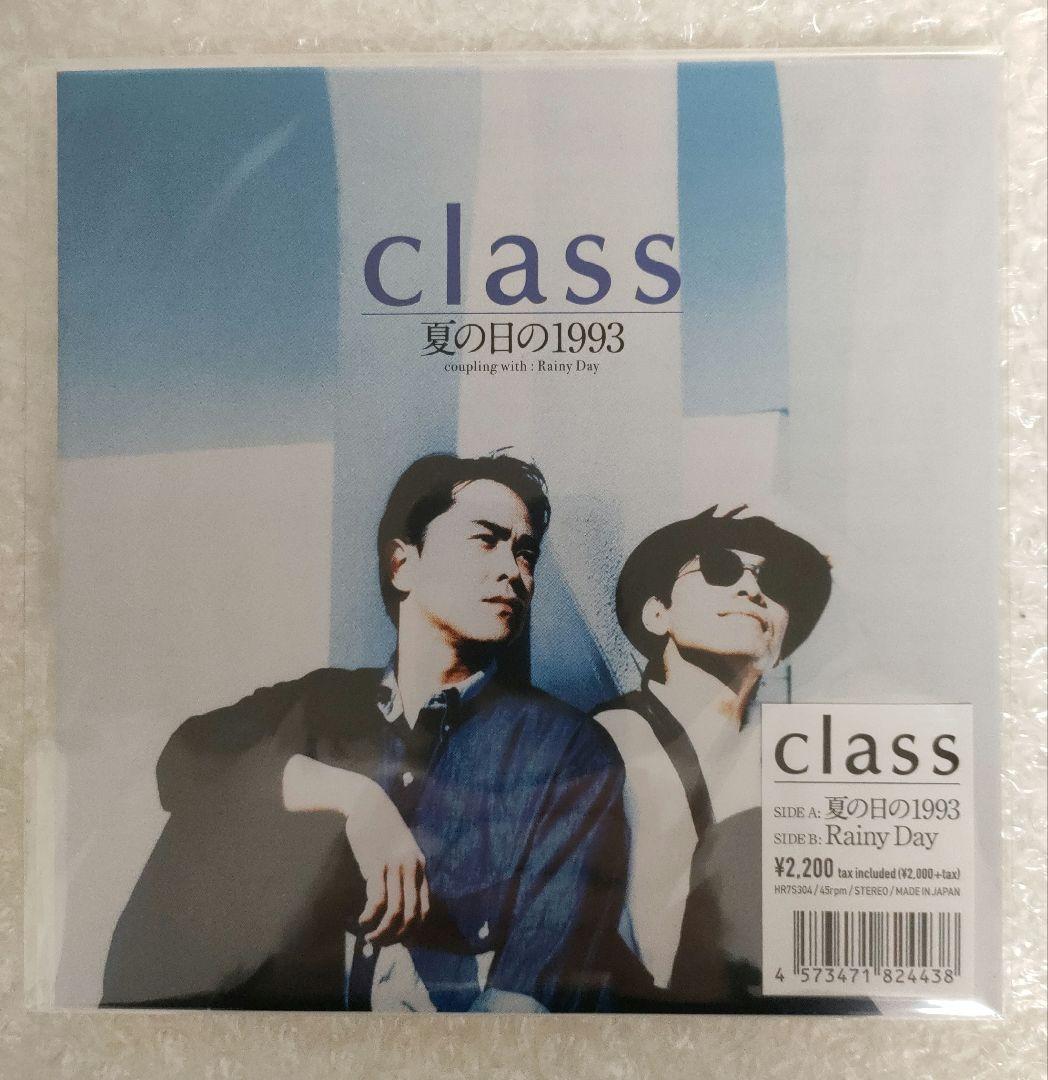 class
夏の日の1993
coupling with : Rainy Day
class
SIDE A: 夏の日の1993
SIDE B: Rainy Day
¥2,200 tax included (¥2,000+tax)
HR7S304 / 45rpm / STEREO / MADE IN JAPAN
4 573471 824438